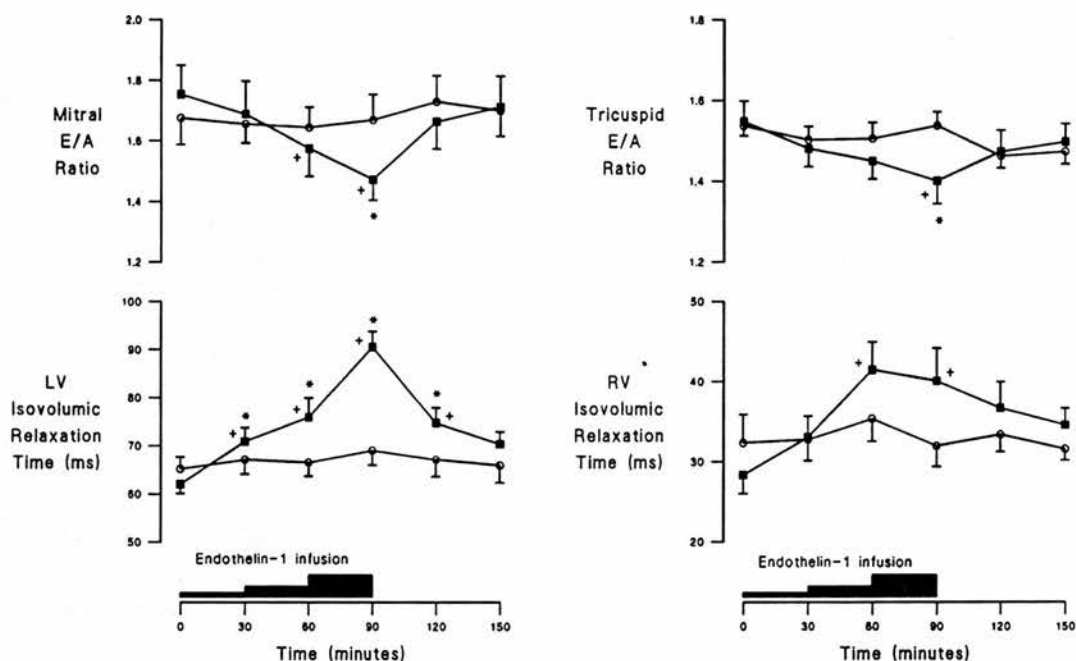 2.0
1.8
1.6
1.4
1.2
Mitral
E/A
Ratio
+
+
*
1.8
1.6
1.4
1.2
Tricuspid
E/A
Ratio
+
*
100
90
80
70
60
50
LV
Isovolumic
Relaxation
Time (ms)
+
*
+
*
+
*
*
+
50
40
30
20
RV
Isovolumic
Relaxation
Time (ms)
+
+
Endothelin-1 infusion
0 30 60 90 120 150
Time (minutes)
Endothelin-1 infusion
0 30 60 90 120 150
Time (minutes)